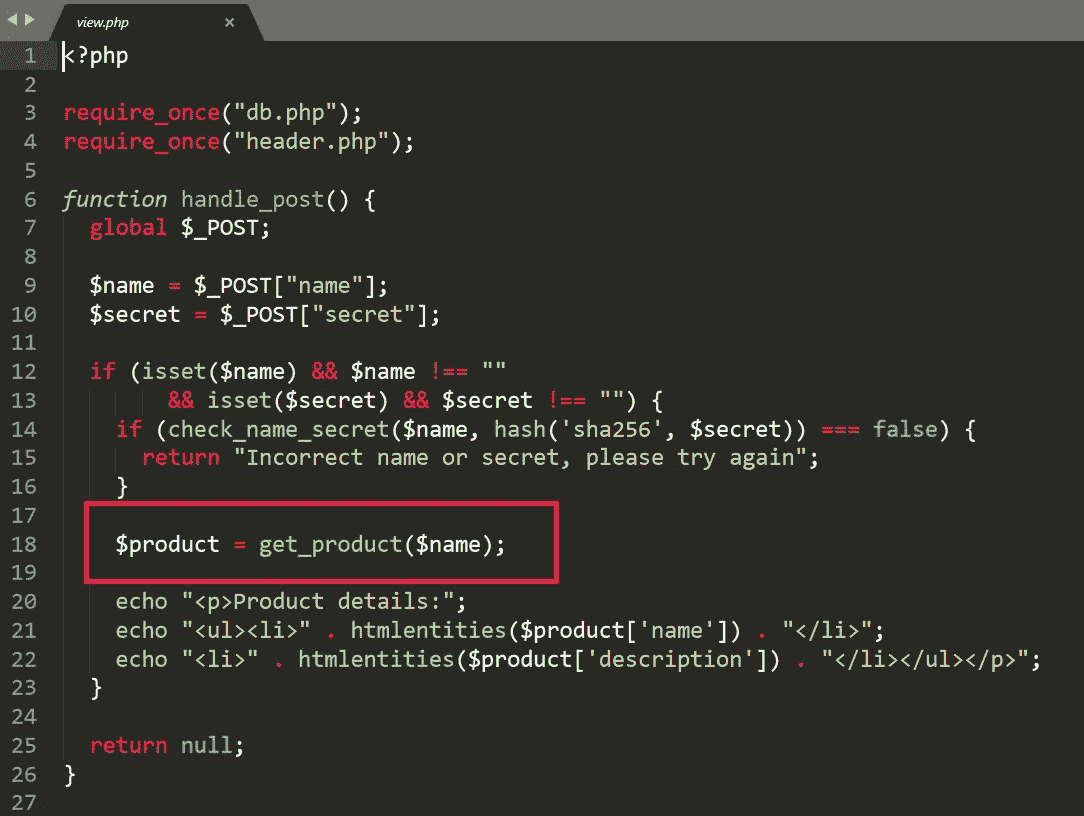 view.php ×
1 <?php
2
3 require_once("db.php");
4 require_once("header.php");
5
6 function handle_post() {
7   global $_POST;
8
9   $name = $_POST["name"];
10   $secret = $_POST["secret"];
11
12   if (isset($name) && $name !== ""
13         && isset($secret) && $secret !== "") {
14     if (check_name_secret($name, hash('sha256', $secret)) === false) {
15       return "Incorrect name or secret, please try again";
16     }
17
18     $product = get_product($name);
19
20     echo "<p>Product details:";
21     echo "<ul><li>" . htmlentities($product['name']) . "</li>";
22     echo "<li>" . htmlentities($product['description']) . "</li></ul></p>";
23   }
24
25   return null;
26 }
27